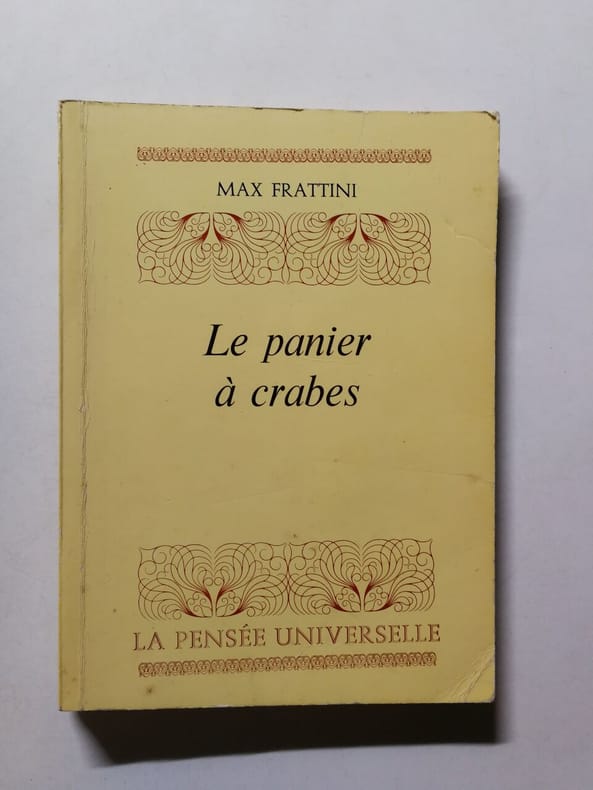 MAX FRATTINI
Le panier
à crabes
LA PENSÉE UNIVERSELLE